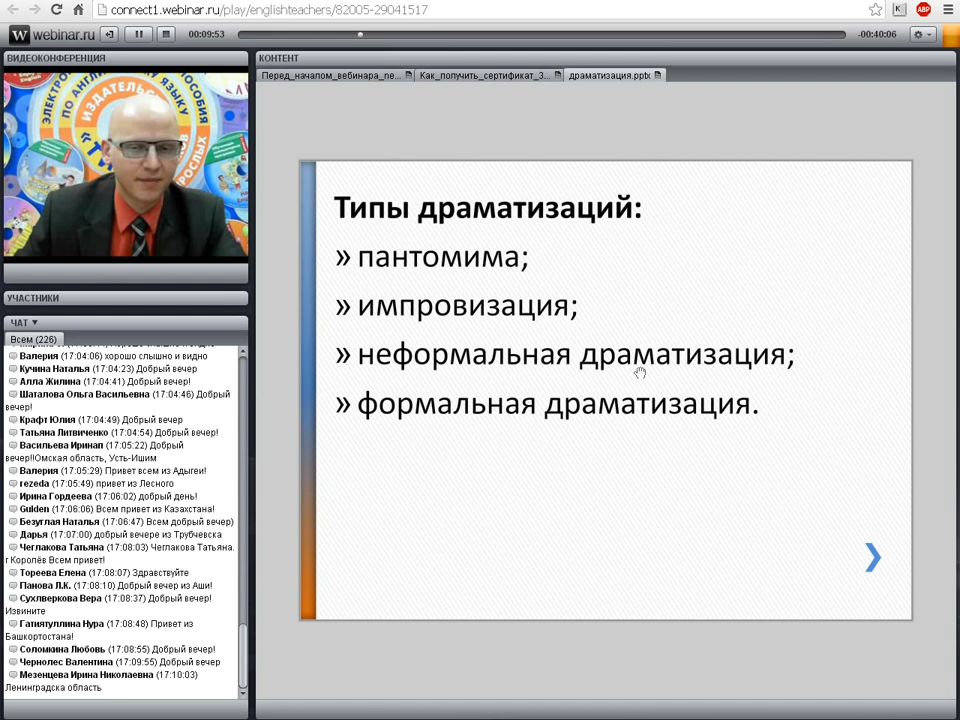 connect1.webinar.ru/play/englishteachers/82005-29041517
webinar.ru
00:09:53
-00:40:06
ВИДЕОКОНФЕРЕНЦИЯ
ЭЛЕКТРО
ПОСОБИЯ
ПО АНГЛ
ЯЗЫКУ
ИЗДАТЕЛЬС
УЧАСТНИКИ
ЧАТ ▼
Всем (226)
Валерия (17:04:06) хорошо слышно и видно
Кучина Наталья (17:04:23) Добрый вечер
Алла Жилина (17:04:41) Добрый вечер!
Шаталова Ольга Васильевна (17:04:46) Добрый
вечер!
Крафт Юлия (17:04:49) Добрый вечер
Татьяна Литвиченко (17:04:54) Добрый вечер!
Васильева Иринап (17:05:22) Добрый
вечер!!Омская область, Усть-Ишим
Валерия (17:05:29) Привет всем из Адыгеи!
rezeda (17:05:49) привет из Лесного
Ирина Гордеева (17:06:02) добрый день!
Gulden (17:06:06) Всем привет из Казахстана!
Безуглая Наталья (17:06:47) Всем добрый вечер)
Дарья (17:07:00) добрый вечере из Трубчевска
Чеглакова Татьяна (17:08:03) Чеглакова Татьяна.
г Королёв Всем привет!
Тореева Елена (17:08:07) Здравствуйте
Панова Л.К. (17:08:10) Добрый вечер из Аши!
Сухлверкова Вера (17:08:37) Добрый вечер!
Извините
Гатиятуллина Нура (17:08:48) Привет из
Башкортостана!
Соломкина Любовь (17:08:55) Добрый вечер!
Чернолес Валентина (17:09:55) Добрый вечер
Мезенцева Ирина Николаевна (17:10:03)
Ленинградска область
КОНТЕНТ
Перед_началом_вебинара_пе...
Как_получить_сертификат_3...
драматизация.pptx
Типы драматизаций:
» пантомима;
» импровизация;
» неформальная драматизация;
» формальная драматизация.